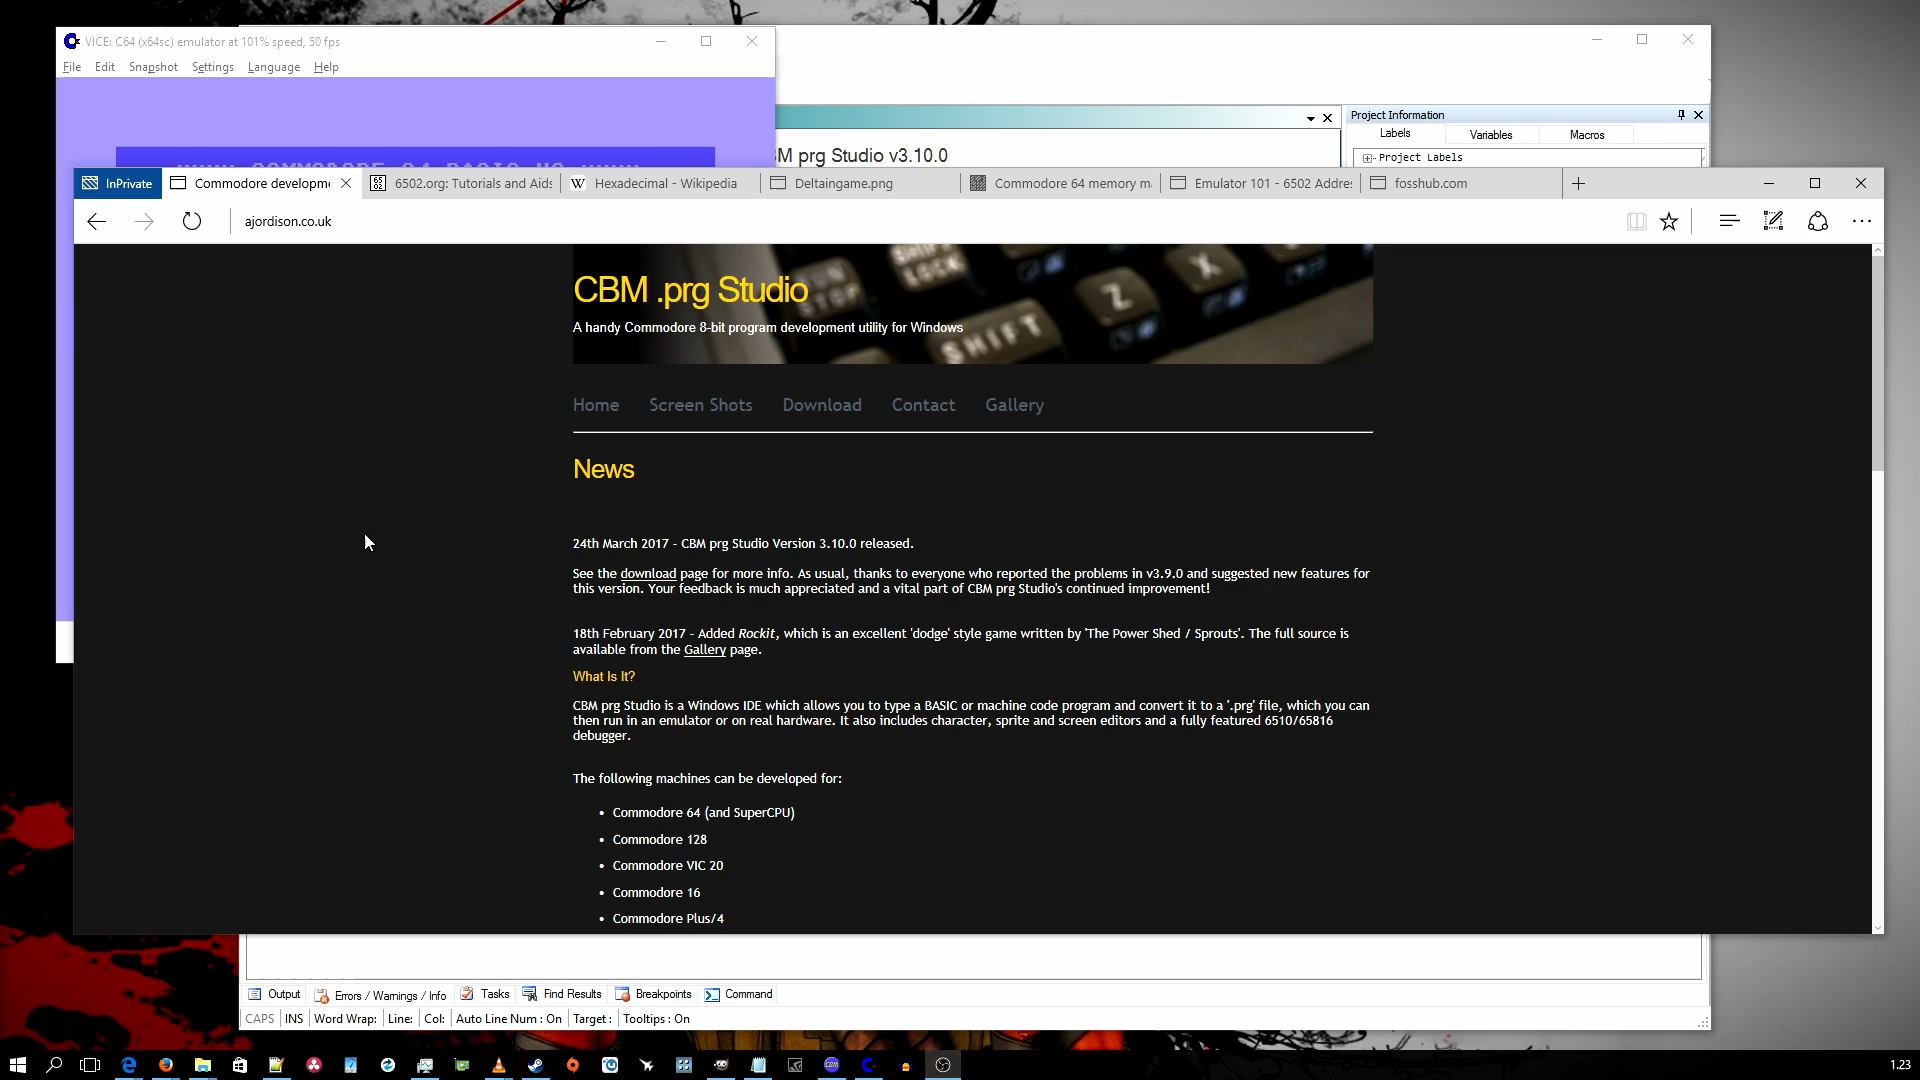 VICE: C64 (x64sc) emulator at 101% speed, 50 fps
File Edit Snapshot Settings Language Help
Project Information
Labels Variables Macros
M prg Studio v3.10.0
Project Labels
InPrivate
Commodore developme
6502.org: Tutorials and Aids
Hexadecimal - Wikipedia
Deltaingame.png
Commodore 64 memory m
Emulator 101 - 6502 Addre
fosshub.com
ajordison.co.uk
CBM .prg Studio
A handy Commodore 8-bit program development utility for Windows
SHIFT LOCK
STOP
Z
X
SHIFT
Home Screen Shots Download Contact Gallery
News
24th March 2017 - CBM prg Studio Version 3.10.0 released.
See the download page for more info. As usual, thanks to everyone who reported the problems in v3.9.0 and suggested new features for
this version. Your feedback is much appreciated and a vital part of CBM prg Studio's continued improvement!
18th February 2017 - Added Rockit, which is an excellent 'dodge' style game written by 'The Power Shed / Sprouts'. The full source is
available from the Gallery page.
What Is It?
CBM prg Studio is a Windows IDE which allows you to type a BASIC or machine code program and convert it to a '.prg' file, which you can
then run in an emulator or on real hardware. It also includes character, sprite and screen editors and a fully featured 6510/65816
debugger.
The following machines can be developed for:
• Commodore 64 (and SuperCPU)
• Commodore 128
• Commodore VIC 20
• Commodore 16
• Commodore Plus/4
Output Errors / Warnings / Info Tasks Find Results Breakpoints Command
CAPS INS Word Wrap: Line: Col: Auto Line Num : On Target : Tooltips : On
1.23